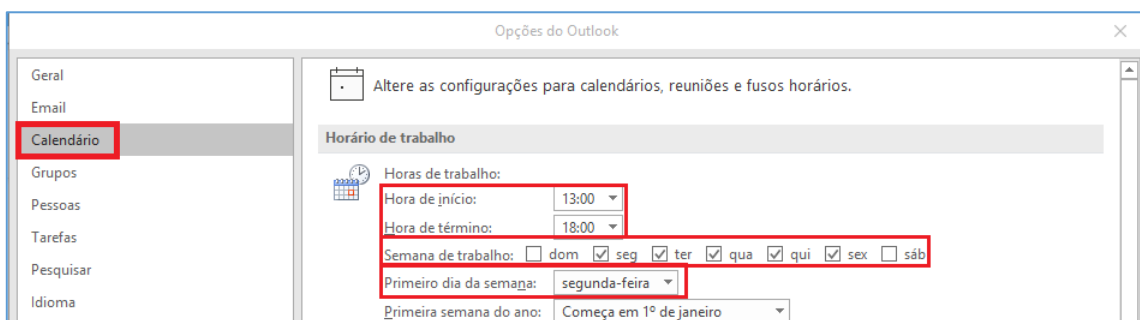 Opções do Outlook
Geral
Email
Calendário
Grupos
Pessoas
Tarefas
Pesquisar
Idioma
Altere as configurações para calendários, reuniões e fusos horários.
Horário de trabalho
Horas de trabalho:
Hora de início: 13:00
Hora de término: 18:00
Semana de trabalho: dom seg ter qua qui sex sáb
Primeiro dia da semana: segunda-feira
Primeira semana do ano: Começa em 1º de janeiro